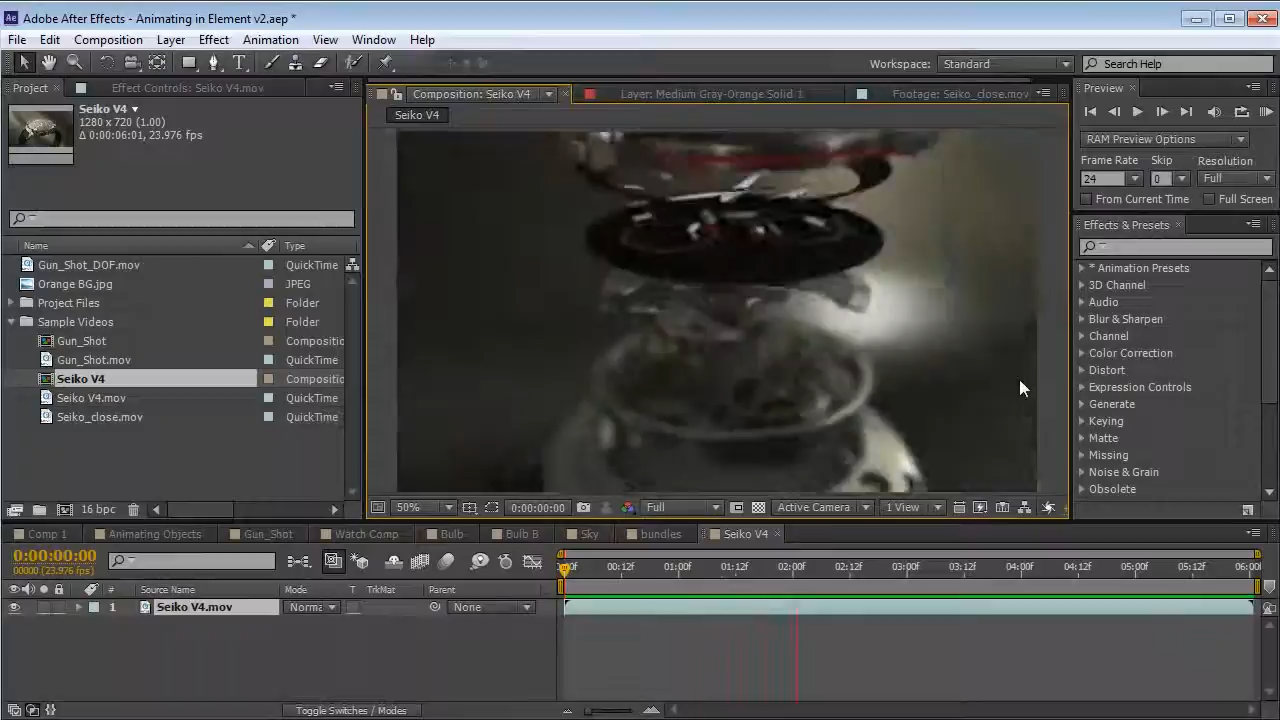 Adobe After Effects - Animating in Element v2.aep *
File Edit Composition Layer Effect Animation View Window Help
Workspace: Standard Search Help
Project Effect Controls: Seiko V4.mov
Composition: Seiko V4 Layer: Medium Gray-Orange Solid 1 Footage: Seiko_close.mov
Preview
Seiko V4
1280 x 720 (1.00)
Δ 0:00:06:01, 23.976 fps
Seiko V4
RAM Preview Options
Frame Rate Skip Resolution
24 0 Full
From Current Time Full Screen
Effects & Presets
Name Type
Gun_Shot_DOF.mov QuickTime
Orange BG.jpg JPEG
Project Files Folder
Sample Videos Folder
Gun_Shot Compositio
Gun_Shot.mov QuickTime
Seiko V4 Compositio
Seiko V4.mov QuickTime
Seiko_close.mov QuickTime
* Animation Presets
3D Channel
Audio
Blur & Sharpen
Channel
Color Correction
Distort
Expression Controls
Generate
Keying
Matte
Missing
Noise & Grain
Obsolete
16 bpc
50% 0:00:00:00 Full Active Camera 1 View
Comp 1 Animating Objects Gun_Shot Watch Comp Bulb Bulb B Sky bundles Seiko V4
0:00:00:00
00000 (23.976 fps)
00f 00:12f 01:00f 01:12f 02:00f 02:12f 03:00f 03:12f 04:00f 04:12f 05:00f 05:12f 06:00f
# Source Name Mode T TrkMat Parent
1 Seiko V4.mov Norma None
Toggle Switches / Modes